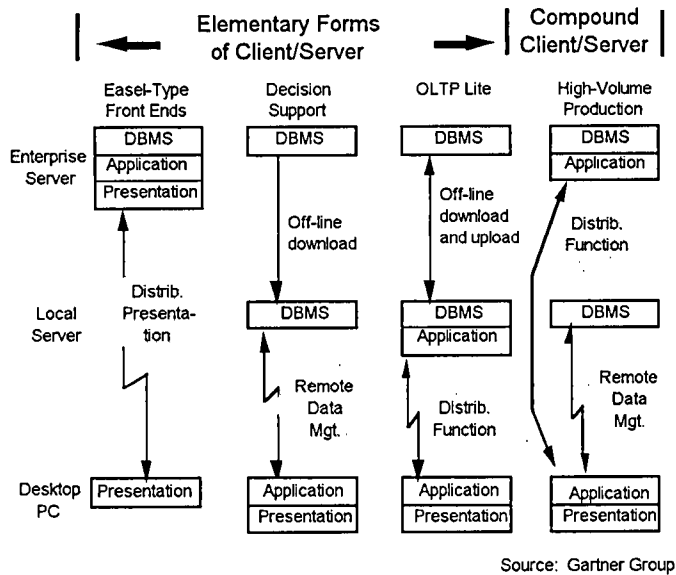 Elementary Forms
of Client/Server
Compound
Client/Server
Easel-Type
Front Ends
Decision
Support
OLTP Lite
High-Volume
Production
Enterprise
Server
DBMS
Application
Presentation
DBMS
DBMS
DBMS
Application
Off-line
download
Off-line
download
and upload
Distrib.
Function
Distrib.
Presenta-
tion
Local
Server
DBMS
DBMS
Application
DBMS
Remote
Data
Mgt.
Distrib.
Function
Remote
Data
Mgt.
Desktop
PC
Presentation
Application
Presentation
Application
Presentation
Application
Presentation
Source: Gartner Group